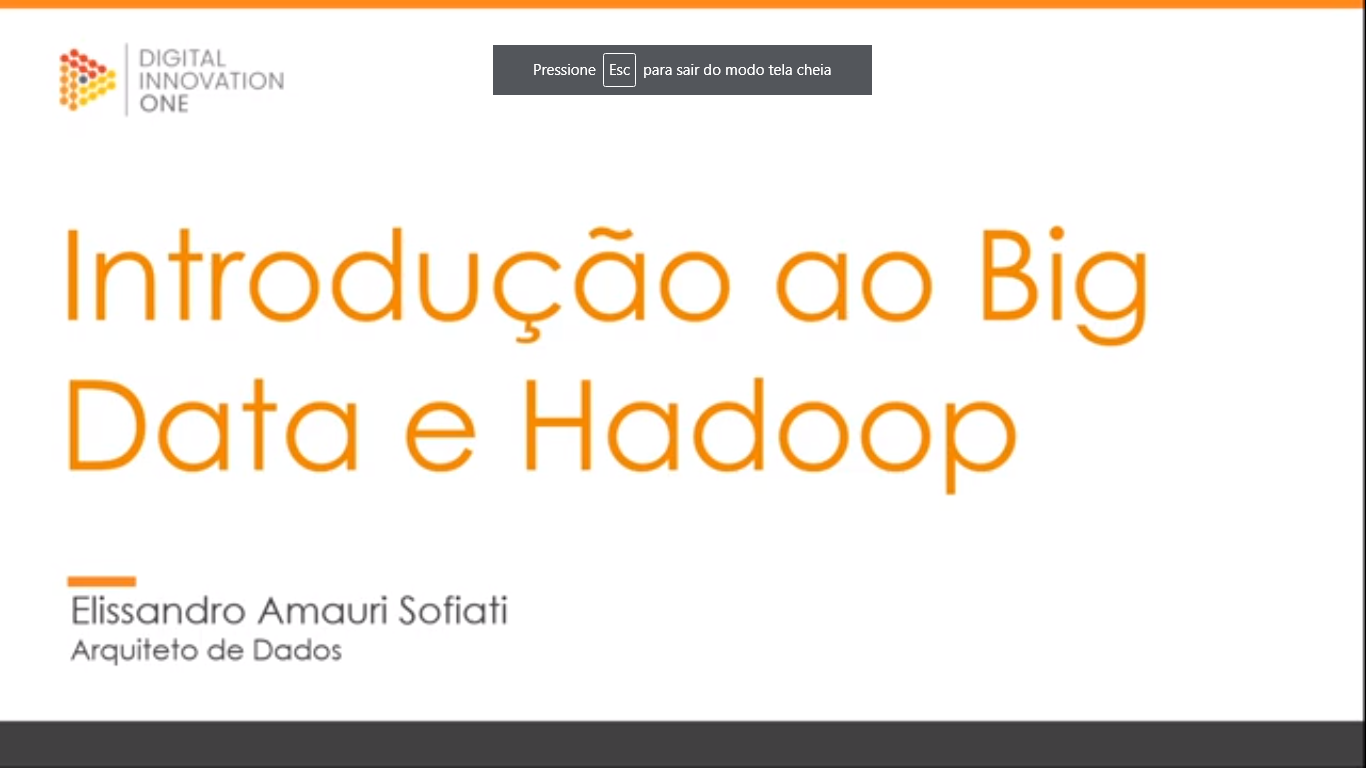 DIGITAL
INNOVATION
ONE
Pressione Esc para sair do modo tela cheia
Introdução ao Big
Data e Hadoop
Elissandro Amauri Sofiati
Arquiteto de Dados